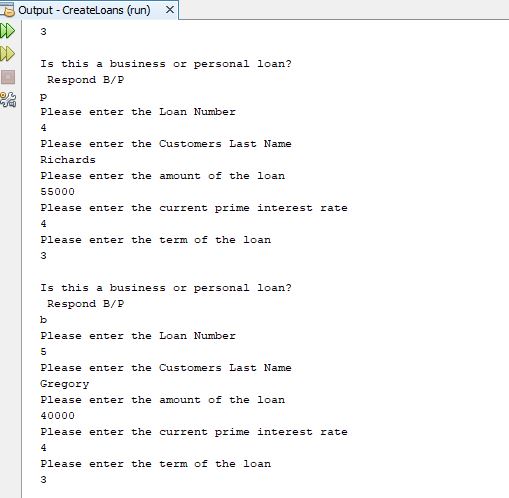 Output - CreateLoans (run) X
3
Is this a business or personal loan?
Respond B/P
p
Please enter the Loan Number
4
Please enter the Customers Last Name
Richards
Please enter the amount of the loan
55000
Please enter the current prime interest rate
4
Please enter the term of the loan
3
Is this a business or personal loan?
Respond B/P
b
Please enter the Loan Number
5
Please enter the Customers Last Name
Gregory
Please enter the amount of the loan
40000
Please enter the current prime interest rate
4
Please enter the term of the loan
3